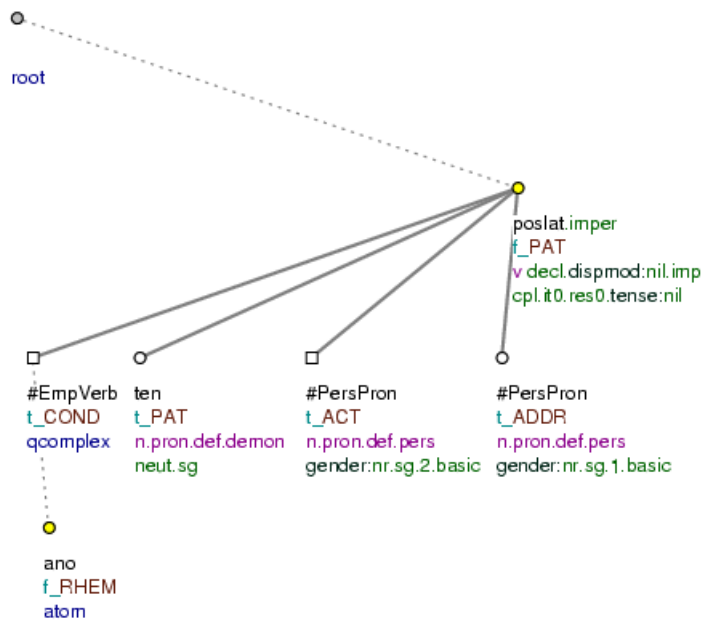 root
poslat.imper
f_PAT
v decl.dispmod:nil.imp
cpl.it0.res0.tense:nil
#EmpVerb
t_COND
qcomplex
ten
t_PAT
n.pron.def.demon
neut.sg
#PersPron
t_ACT
n.pron.def.pers
gender:nr.sg.2.basic
#PersPron
t_ADDR
n.pron.def.pers
gender:nr.sg.1.basic
ano
f_RHEM
atom